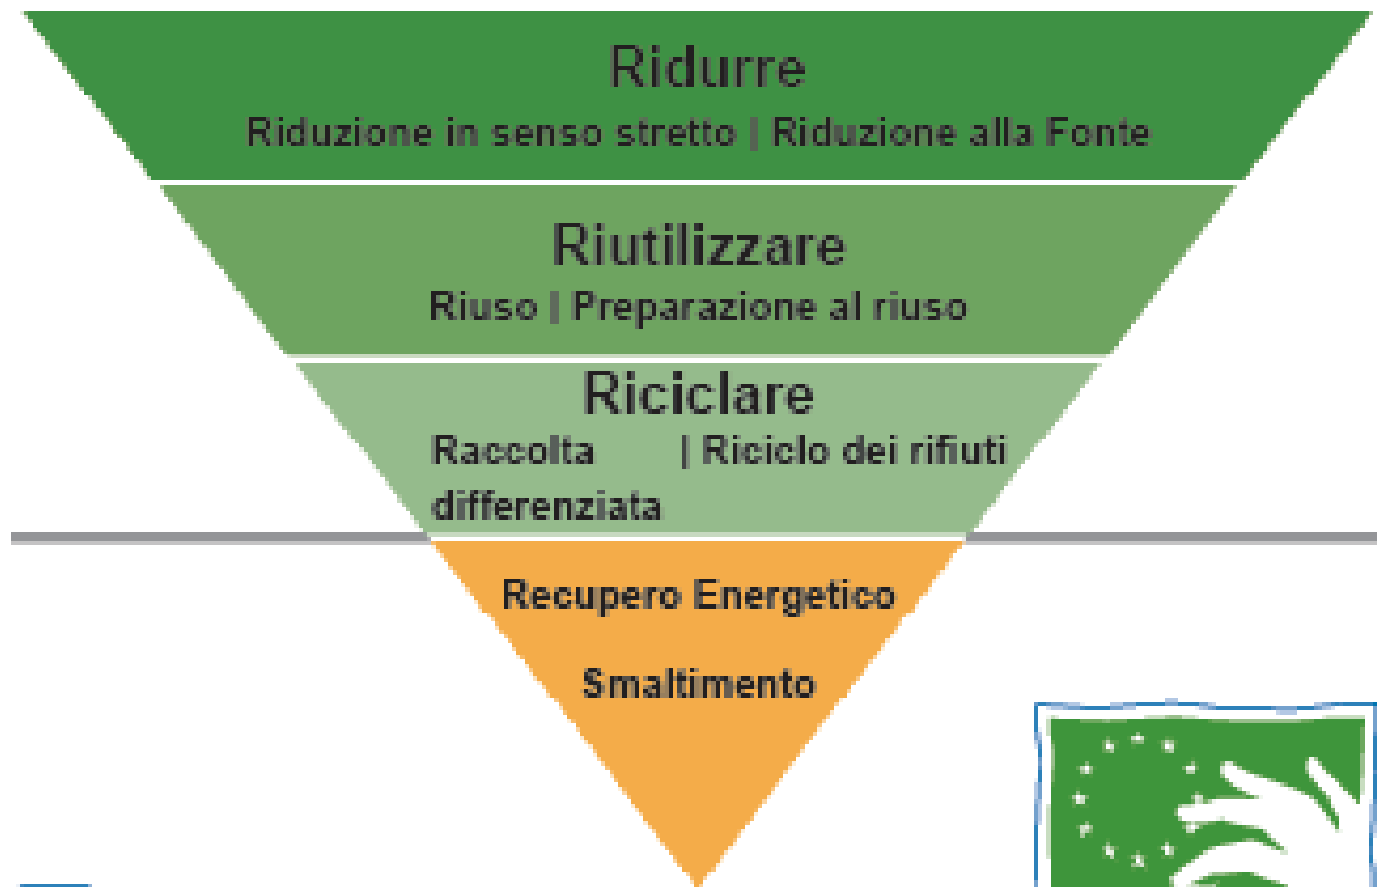 Ridurre
Riduzione in senso stretto | Riduzione alla Fonte
Riutilizzare
Riuso | Preparazione al riuso
Riciclare
Raccolta | Riciclo dei rifiuti
differenziata
Recupero Energetico
Smaltimento